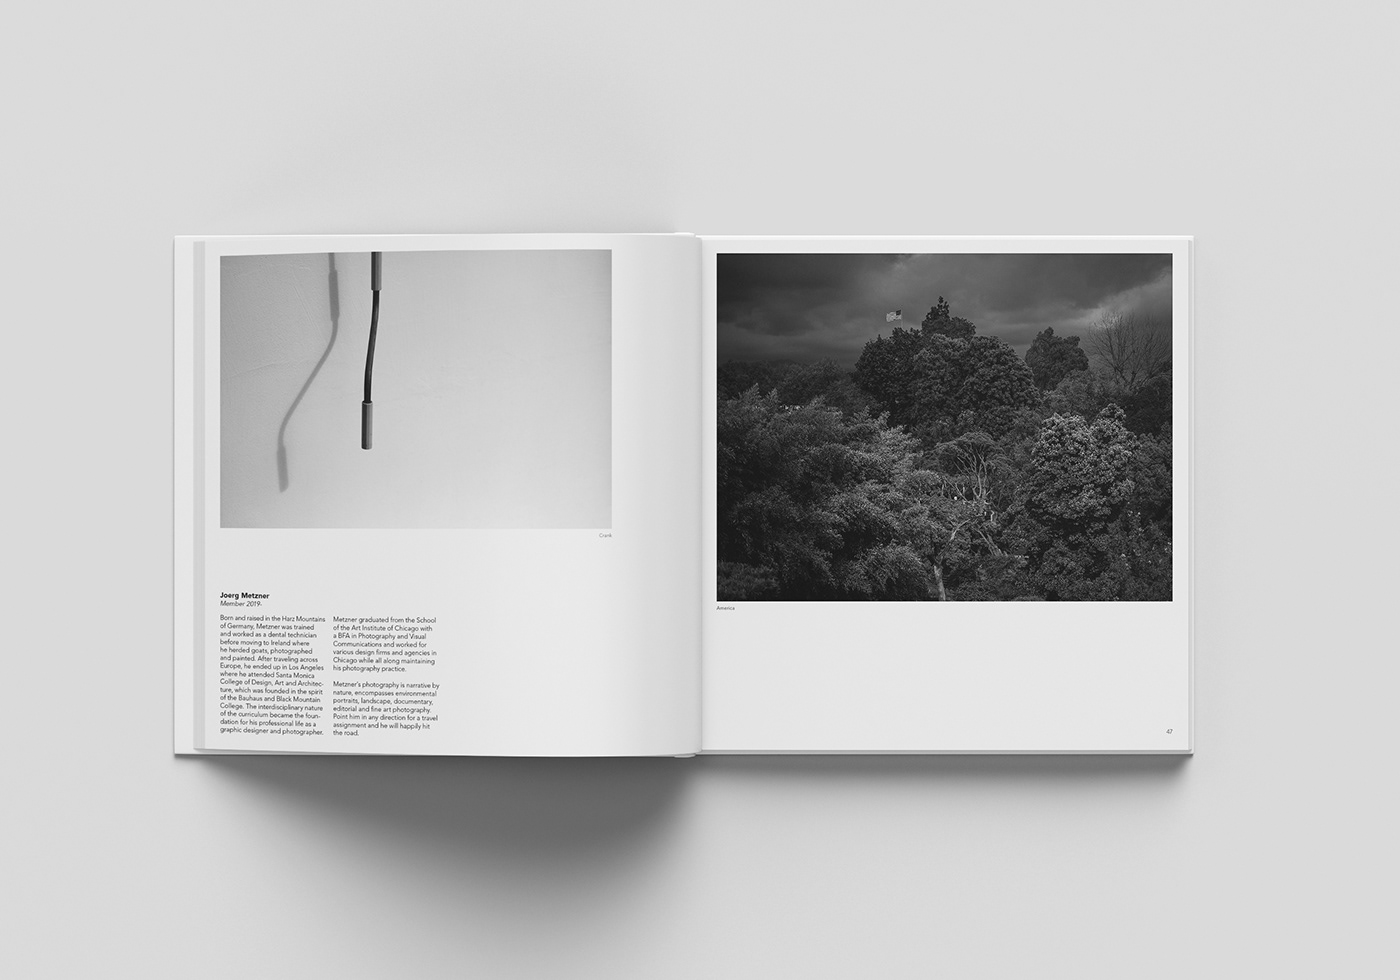 Crank
Joerg Metzner
Member 2019-
Born and raised in the Harz Mountains
of Germany, Metzner was trained
and worked as a dental technician
before moving to Ireland where
he herded goats, photographed
and painted. After traveling across
Europe, he ended up in Los Angeles
where he attended Santa Monica
College of Design, Art and Architec-
ture, which was founded in the spirit
of the Bauhaus and Black Mountain
College. The interdisciplinary nature
of the curriculum became the foun-
dation for his professional life as a
graphic designer and photographer.
Metzner graduated from the School
of the Art Institute of Chicago with
a BFA in Photography and Visual
Communications and worked for
various design firms and agencies in
Chicago while all along maintaining
his photography practice.
Metzner's photography is narrative by
nature, encompasses environmental
portraits, landscape, documentary,
editorial and fine art photography.
Point him in any direction for a travel
assignment and he will happily hit
the road.
America
47